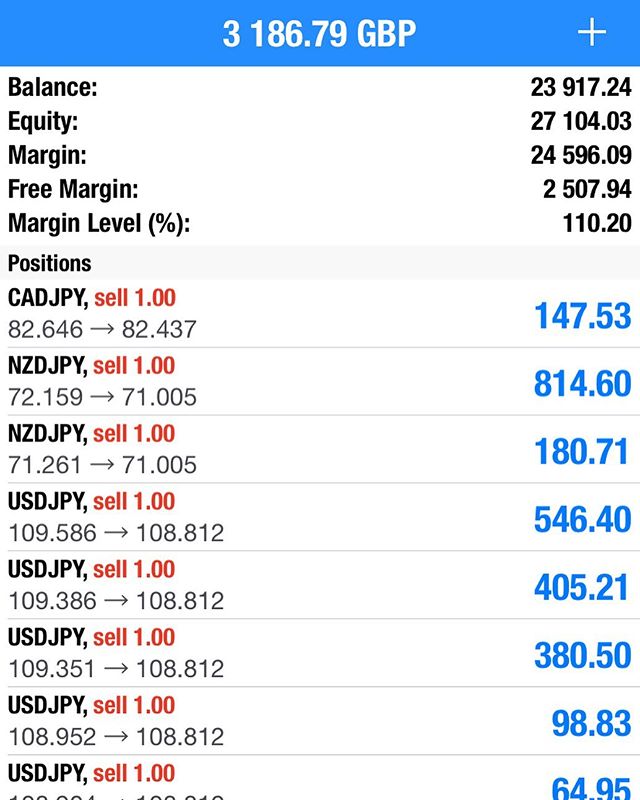 3 186.79 GBP +
Balance: 23 917.24
Equity: 27 104.03
Margin: 24 596.09
Free Margin: 2 507.94
Margin Level (%): 110.20
Positions
CADJPY, sell 1.00
82.646 → 82.437 147.53
NZDJPY, sell 1.00
72.159 → 71.005 814.60
NZDJPY, sell 1.00
71.261 → 71.005 180.71
USDJPY, sell 1.00
109.586 → 108.812 546.40
USDJPY, sell 1.00
109.386 → 108.812 405.21
USDJPY, sell 1.00
109.351 → 108.812 380.50
USDJPY, sell 1.00
108.952 → 108.812 98.83
USDJPY, sell 1.00
64.95